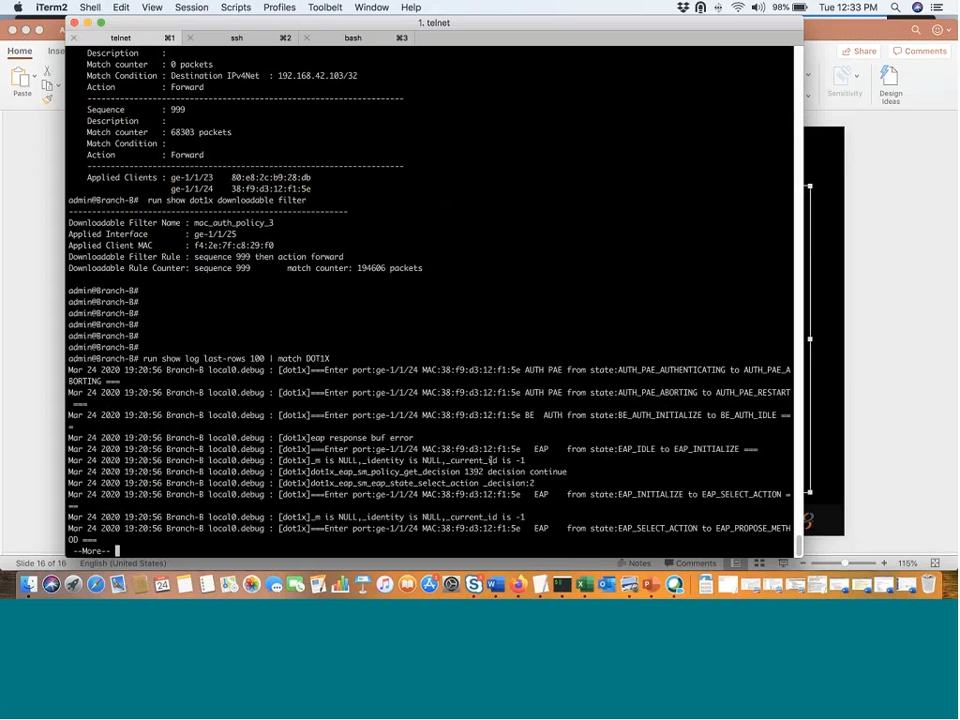 iTerm2 Shell Edit View Session Scripts Profiles Toolbelt Window Help 98% Tue 12:33 PM
1. telnet
telnet ⌘1 ssh ⌘2 bash ⌘3
Home Inse
Share Comments
Paste
Sensitivity Design Ideas
Description :
Match counter : 0 packets
Match Condition : Destination IPv4Net : 192.168.42.103/32
Action : Forward
----------------------------------------------------------------
Sequence : 999
Description :
Match counter : 68303 packets
Match Condition :
Action : Forward
----------------------------------------------------------------
Applied Clients : ge-1/1/23 80:e8:2c:b9:28:db
ge-1/1/24 38:f9:d3:12:f1:5e
admin@Branch-B# run show dot1x downloadable filter
--------------------------------------------------------
Downloadable Filter Name : mac_auth_policy_3
Applied Interface : ge-1/1/25
Applied Client MAC : f4:2e:7f:c8:29:f0
Downloadable Filter Rule : sequence 999 then action forward
Downloadable Rule Counter: sequence 999 match counter: 194606 packets
admin@Branch-B#
admin@Branch-B#
admin@Branch-B#
admin@Branch-B#
admin@Branch-B#
admin@Branch-B#
admin@Branch-B# run show log last-rows 100 | match DOT1X
Mar 24 2020 19:20:56 Branch-B local0.debug : [dot1x]===Enter port:ge-1/1/24 MAC:38:f9:d3:12:f1:5e AUTH PAE from state:AUTH_PAE_AUTHENTICATING to AUTH_PAE_A
BORTING ===
Mar 24 2020 19:20:56 Branch-B local0.debug : [dot1x]===Enter port:ge-1/1/24 MAC:38:f9:d3:12:f1:5e AUTH PAE from state:AUTH_PAE_ABORTING to AUTH_PAE_RESTART
===
Mar 24 2020 19:20:56 Branch-B local0.debug : [dot1x]===Enter port:ge-1/1/24 MAC:38:f9:d3:12:f1:5e BE AUTH from state:BE_AUTH_INITIALIZE to BE_AUTH_IDLE ==
=
Mar 24 2020 19:20:56 Branch-B local0.debug : [dot1x]eap response buf error
Mar 24 2020 19:20:56 Branch-B local0.debug : [dot1x]===Enter port:ge-1/1/24 MAC:38:f9:d3:12:f1:5e EAP from state:EAP_IDLE to EAP_INITIALIZE ===
Mar 24 2020 19:20:56 Branch-B local0.debug : [dot1x]_m is NULL,_identity is NULL,_current_id is -1
Mar 24 2020 19:20:56 Branch-B local0.debug : [dot1x]dot1x_eap_sm_policy_get_decision 1392 decision continue
Mar 24 2020 19:20:56 Branch-B local0.debug : [dot1x]dot1x_eap_sm_eap_state_select_action _decision:2
Mar 24 2020 19:20:56 Branch-B local0.debug : [dot1x]===Enter port:ge-1/1/24 MAC:38:f9:d3:12:f1:5e EAP from state:EAP_INITIALIZE to EAP_SELECT_ACTION =
==
Mar 24 2020 19:20:56 Branch-B local0.debug : [dot1x]_m is NULL,_identity is NULL,_current_id is -1
Mar 24 2020 19:20:56 Branch-B local0.debug : [dot1x]===Enter port:ge-1/1/24 MAC:38:f9:d3:12:f1:5e EAP from state:EAP_SELECT_ACTION to EAP_PROPOSE_METH
OD ===
--More--
Slide 16 of 16 English (United States) Notes Comments 115%